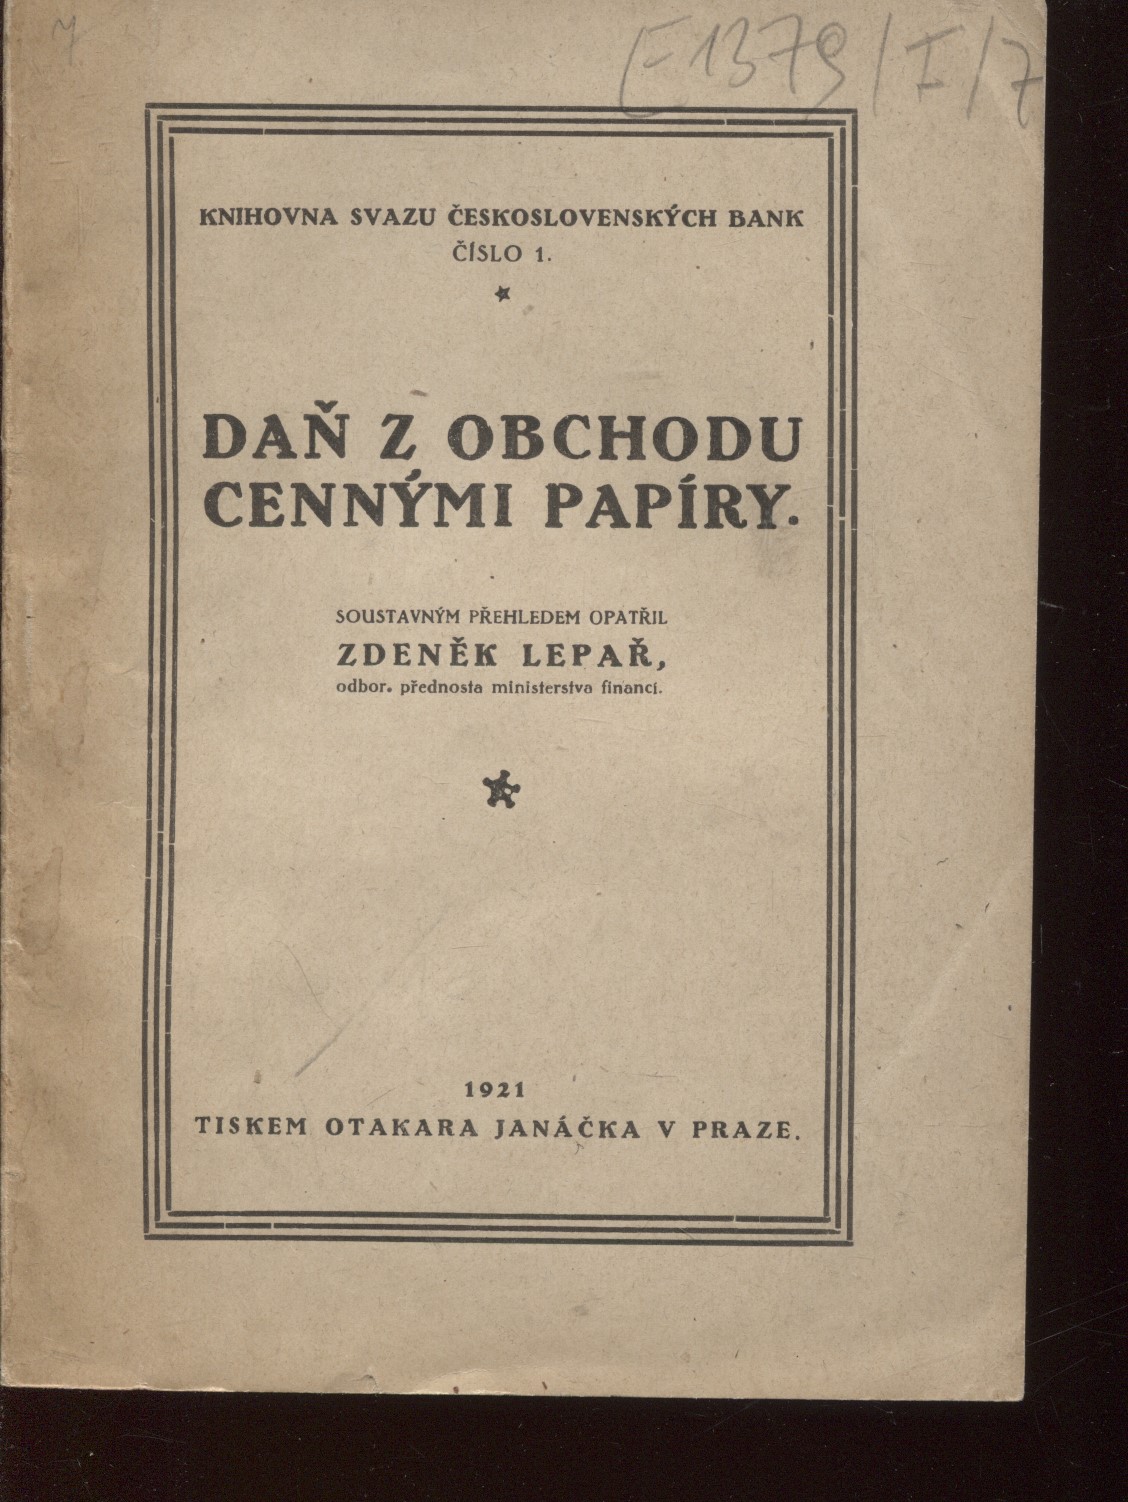 E1379/I/7
KNIHOVNA SVAZU ČESKOSLOVENSKÝCH BANK
ČÍSLO 1.
DAŇ Z OBCHODU
CENNÝMI PAPÍRY.
SOUSTAVNÝM PŘEHLEDEM OPATŘIL
ZDENĚK LEPAŘ,
odbor. přednosta ministerstva financí.
1921
TISKEM OTAKARA JANÁČKA V PRAZE.